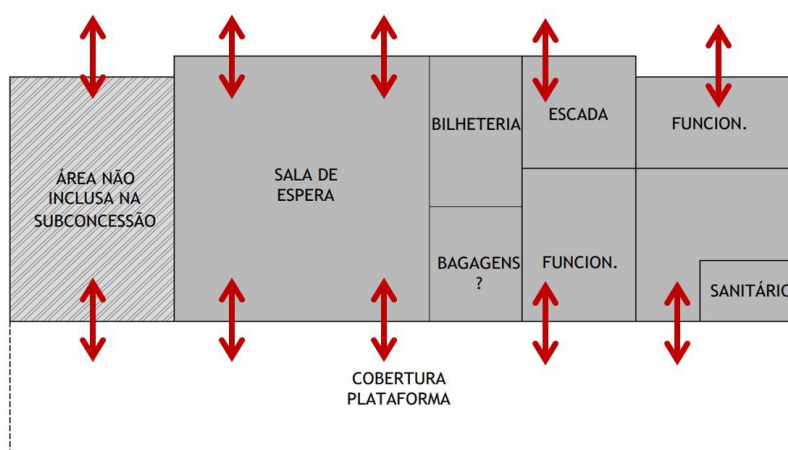 ÁREA NÃO
INCLUSA NA
SUBCONCESSÃO
SALA DE
ESPERA
BILHETERIA
BAGAGENS
?
ESCADA
FUNCION.
FUNCION.
SANITÁRIO
COBERTURA
PLATAFORMA